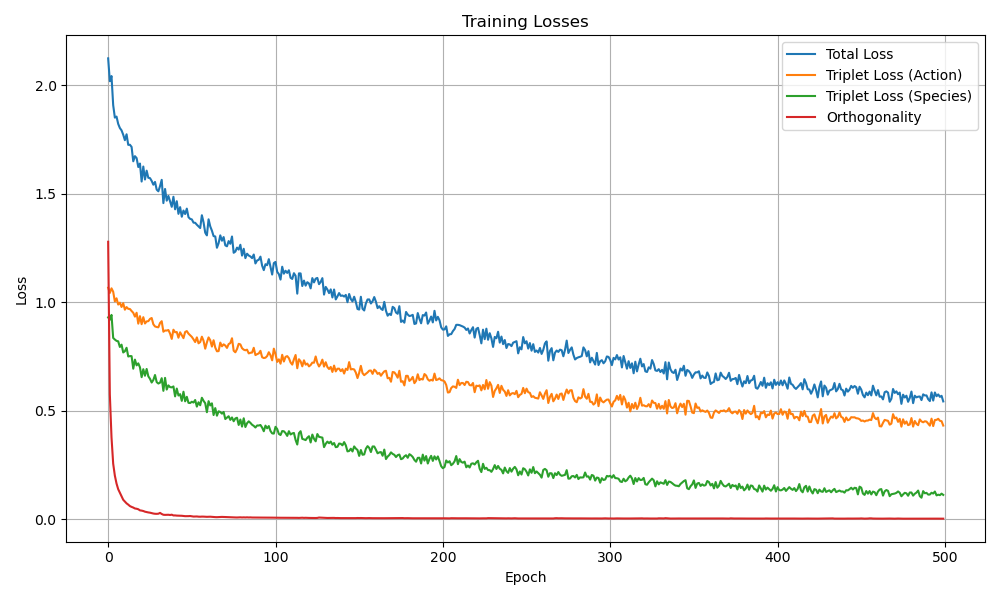 Training Losses
Total Loss
Triplet Loss (Action)
Triplet Loss (Species)
Orthogonality
Loss
2.0
1.5
1.0
0.5
0.0
0 100 200 300 400 500
Epoch